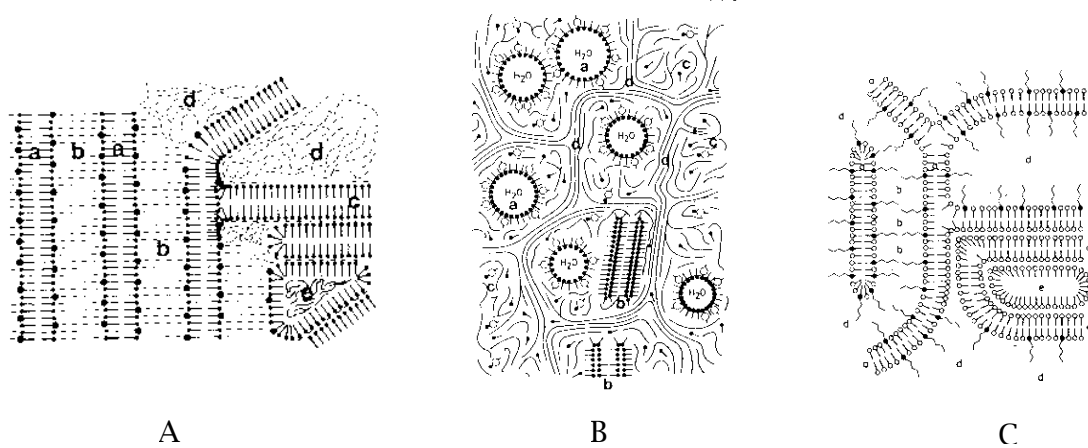 a b a d d b c d
H₂O H₂O a c d H₂O c d d H₂O a H₂O c b H₂O c b
a d a a d b b b d e d a d d
A B C